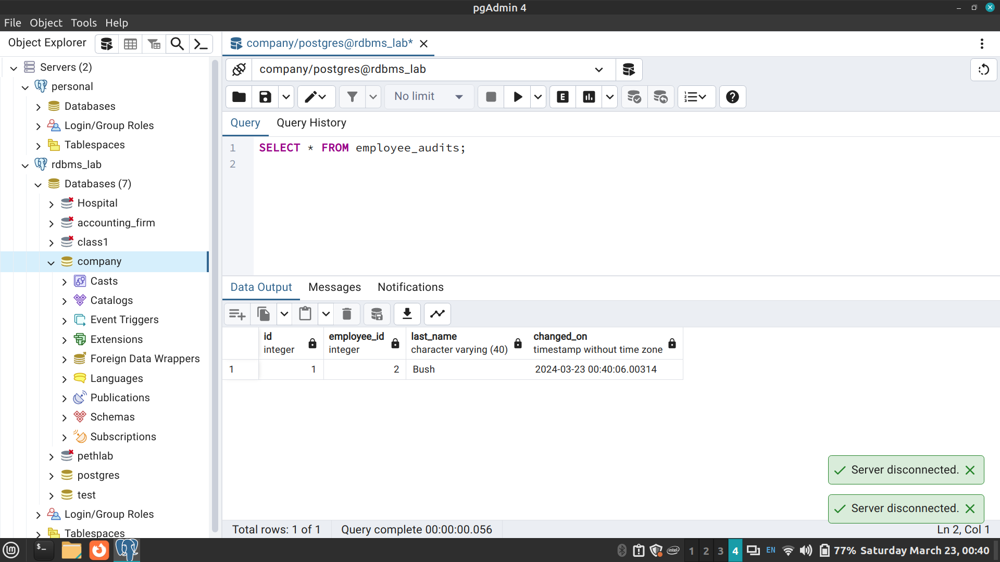 pgAdmin 4
File Object Tools Help
Object Explorer
company/postgres@rdbms_lab*
Servers (2)
personal
Databases
Login/Group Roles
Tablespaces
rdbms_lab
Databases (7)
Hospital
accounting_firm
class1
company
Casts
Catalogs
Event Triggers
Extensions
Foreign Data Wrappers
Languages
Publications
Schemas
Subscriptions
pethlab
postgres
test
Login/Group Roles
Tablespaces
company/postgres@rdbms_lab
No limit
E
Query Query History
1 SELECT * FROM employee_audits;
2
Data Output Messages Notifications
id employee_id last_name changed_on
integer integer character varying (40) timestamp without time zone
1 1 2 Bush 2024-03-23 00:40:06.00314
Server disconnected.
Server disconnected.
Total rows: 1 of 1 Query complete 00:00:00.056 Ln 2, Col 1
intel 1 2 3 4 EN 77% Saturday March 23, 00:40